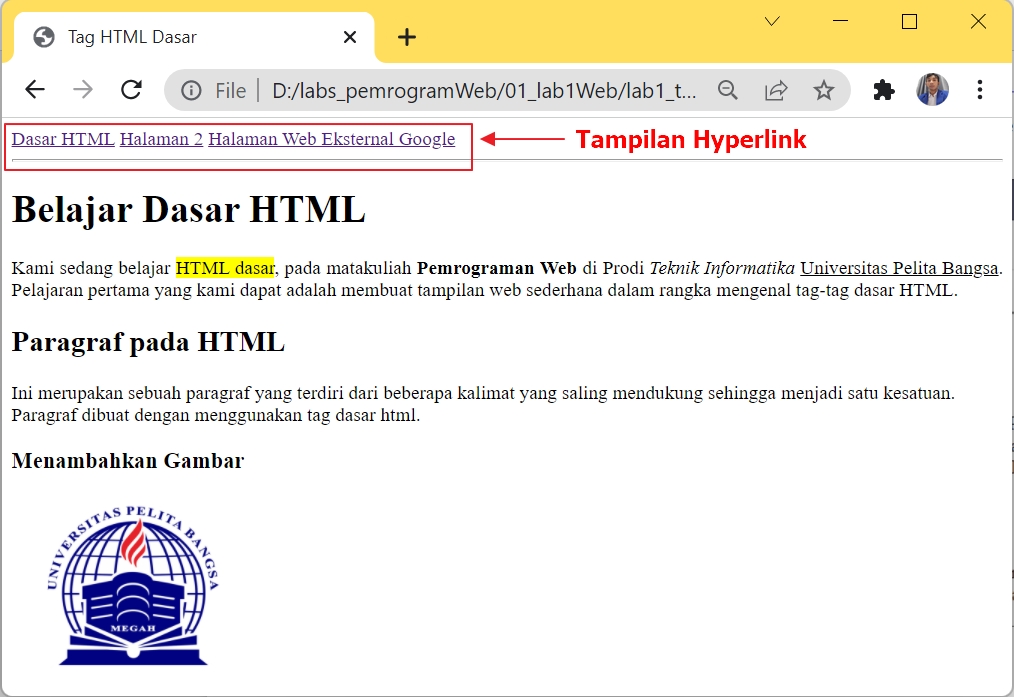 Tag HTML Dasar
File
D:/labs_pemrogramWeb/01_lab1Web/lab1_t...
Dasar HTML Halaman 2 Halaman Web Eksternal Google
Tampilan Hyperlink
Belajar Dasar HTML
Kami sedang belajar HTML dasar, pada matakuliah Pemrograman Web di Prodi Teknik Informatika Universitas Pelita Bangsa.
Pelajaran pertama yang kami dapat adalah membuat tampilan web sederhana dalam rangka mengenal tag-tag dasar HTML.
Paragraf pada HTML
Ini merupakan sebuah paragraf yang terdiri dari beberapa kalimat yang saling mendukung sehingga menjadi satu kesatuan.
Paragraf dibuat dengan menggunakan tag dasar html.
Menambahkan Gambar
UNIVERSITAS PELITA BANGSA
MEGAH